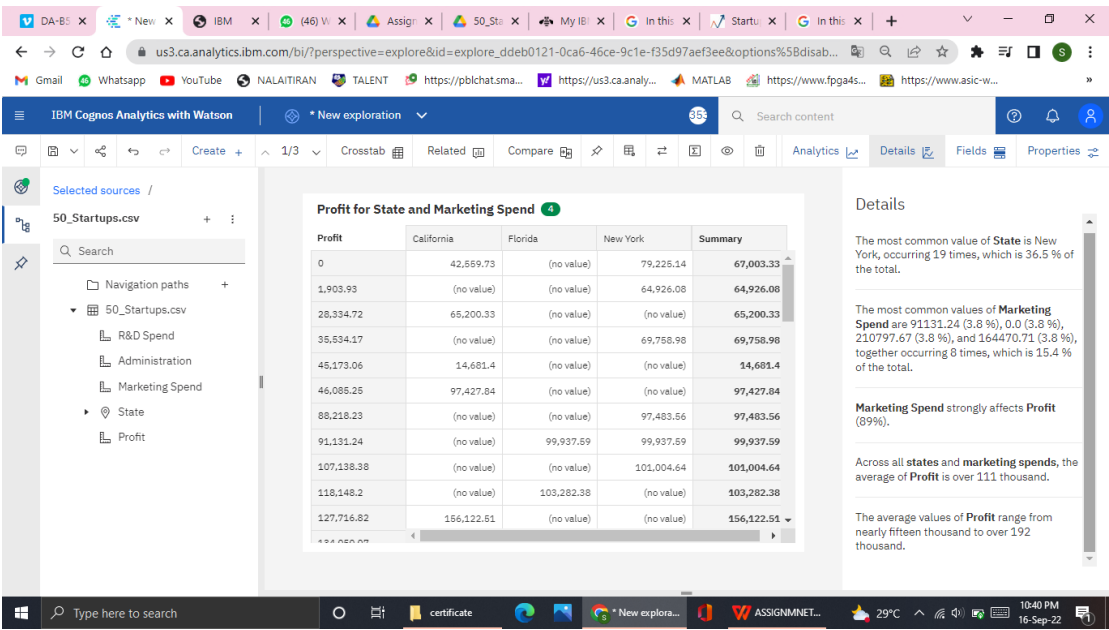 DA-B5
* New
IBM
(46) W
Assign
50_Sta
My IB
In this
Startu
In this
us3.ca.analytics.ibm.com/bi/?perspective=explore&id=explore_ddeb0121-0ca6-46ce-9c1e-f35d97aef3ee&options%5Bdisab...
S
Gmail
Whatsapp
YouTube
NALAITIRAN
TALENT
https://pblchat.sma...
https://us3.ca.analy...
MATLAB
https://www.fpga4s...
https://www.asic-w...
»
IBM Cognos Analytics with Watson
* New exploration
353
Search content
Create +
1/3
Crosstab
Related
Compare
Analytics
Details
Fields
Properties
Selected sources /
50_Startups.csv
Search
Navigation paths
50_Startups.csv
R&D Spend
Administration
Marketing Spend
State
Profit
Profit for State and Marketing Spend 4
Profit California Florida New York Summary
0 42,559.73 (no value) 79,225.14 67,003.33
1,903.93 (no value) (no value) 64,926.08 64,926.08
28,334.72 65,200.33 (no value) (no value) 65,200.33
35,534.17 (no value) (no value) 69,758.98 69,758.98
45,173.06 14,681.4 (no value) (no value) 14,681.4
46,085.25 97,427.84 (no value) (no value) 97,427.84
88,218.23 (no value) (no value) 97,483.56 97,483.56
91,131.24 (no value) 99,937.59 99,937.59 99,937.59
107,138.38 (no value) (no value) 101,004.64 101,004.64
118,148.2 (no value) 103,282.38 (no value) 103,282.38
127,716.82 156,122.51 (no value) (no value) 156,122.51
Details
The most common value of State is New
York, occurring 19 times, which is 36.5 % of
the total.
The most common values of Marketing
Spend are 91131.24 (3.8 %), 0.0 (3.8 %),
210797.67 (3.8 %), and 164470.71 (3.8 %),
together occurring 8 times, which is 15.4 %
of the total.
Marketing Spend strongly affects Profit
(89%).
Across all states and marketing spends, the
average of Profit is over 111 thousand.
The average values of Profit range from
nearly fifteen thousand to over 192
thousand.
Type here to search
certificate
* New explora...
ASSIGNMNET...
29°C
10:40 PM
16-Sep-22